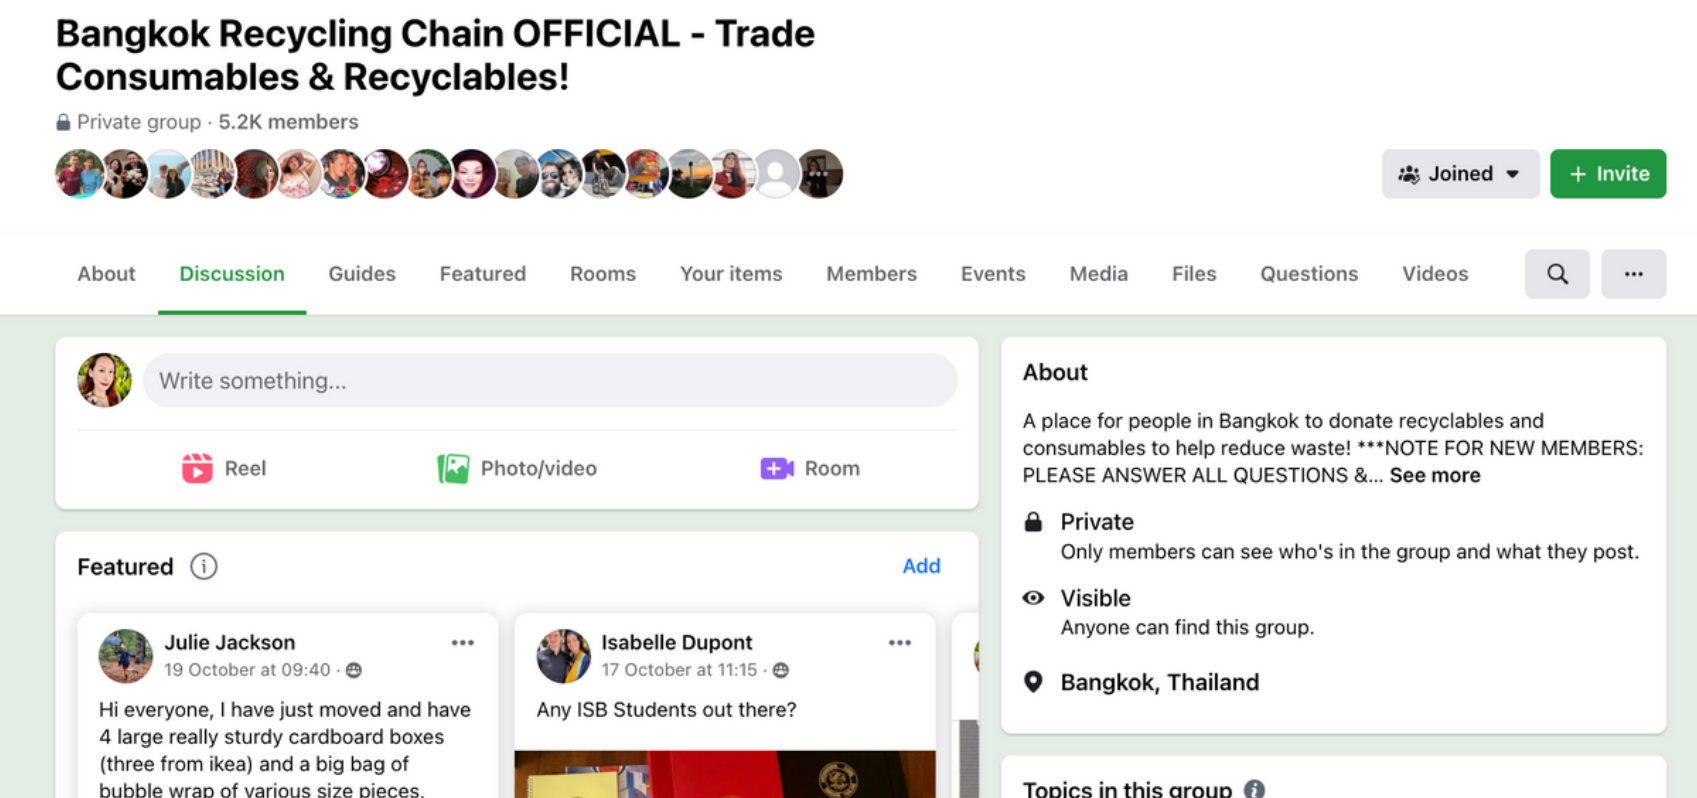 Bangkok Recycling Chain OFFICIAL - Trade
Consumables & Recyclables!
Private group · 5.2K members
Joined
+ Invite
About
Discussion
Guides
Featured
Rooms
Your items
Members
Events
Media
Files
Questions
Videos
Write something...
Reel
Photo/video
Room
Featured
Add
Julie Jackson
19 October at 09:40 ·
Hi everyone, I have just moved and have
4 large really sturdy cardboard boxes
(three from ikea) and a big bag of
bubble wrap of various size pieces.
Isabelle Dupont
17 October at 11:15 ·
Any ISB Students out there?
About
A place for people in Bangkok to donate recyclables and
consumables to help reduce waste! ***NOTE FOR NEW MEMBERS:
PLEASE ANSWER ALL QUESTIONS &... See more
Private
Only members can see who's in the group and what they post.
Visible
Anyone can find this group.
Bangkok, Thailand
Topics in this group